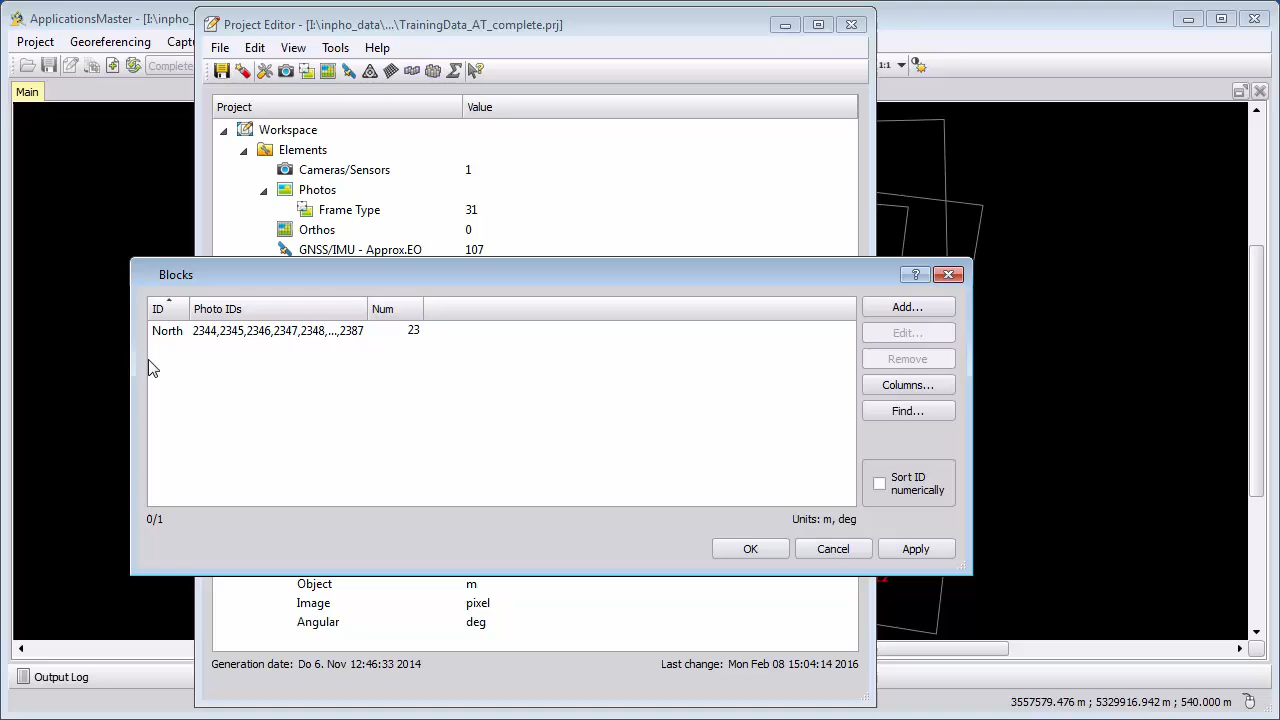 ApplicationsMaster - [I:\inpho_
Project Editor - [I:\inpho_data\...\TrainingData_AT_complete.prj]
Project Georeferencing Capt
File Edit View Tools Help
Complete
1:1
Main
Project Value
Workspace
Elements
Cameras/Sensors 1
Photos
Frame Type 31
Orthos 0
GNSS/IMU - Approx.EO 107
Blocks
ID Photo IDs Num
North 2344,2345,2346,2347,2348,...,2387 23
Add...
Edit...
Remove
Columns...
Find...
Sort ID
numerically
0/1 Units: m, deg
OK Cancel Apply
Object m
Image pixel
Angular deg
Generation date: Do 6. Nov 12:46:33 2014 Last change: Mon Feb 08 15:04:14 2016
Output Log
3557579.476 m ; 5329916.942 m ; 540.000 m